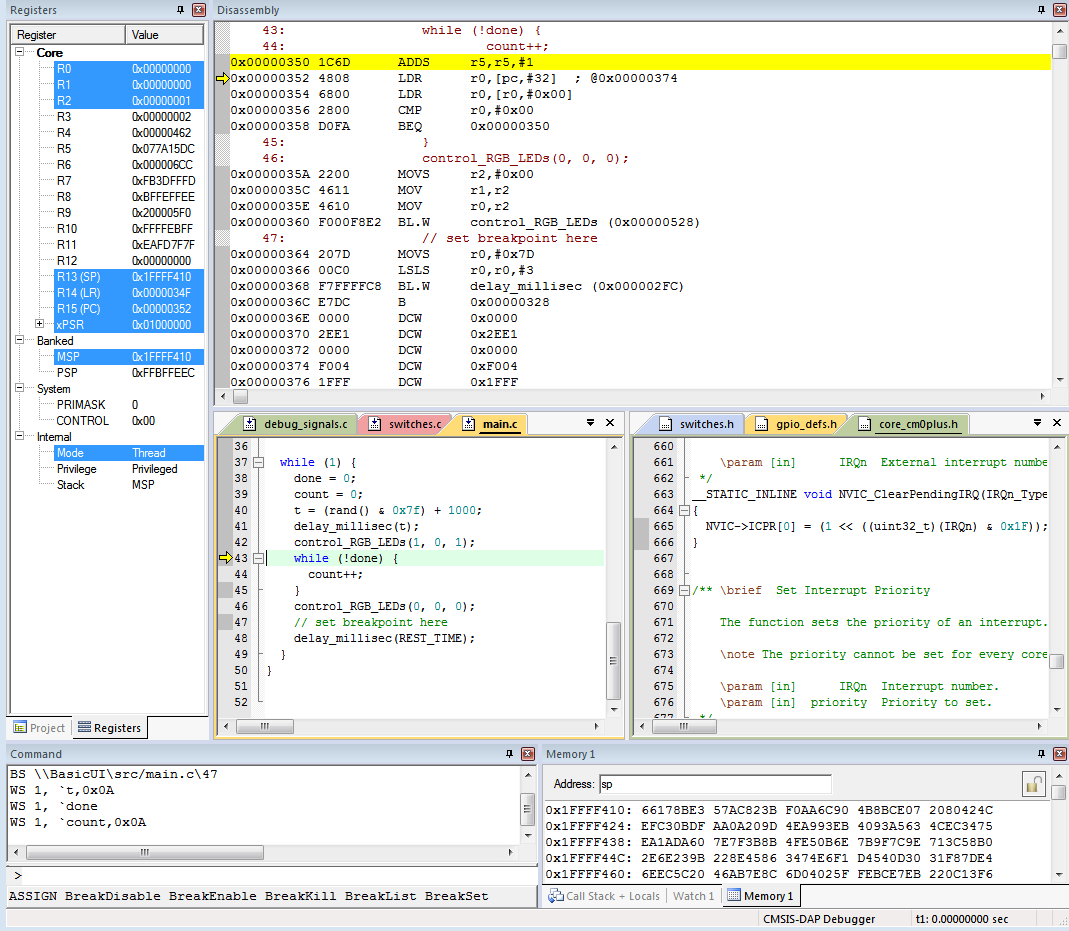 Registers
Register Value
Core
R0 0x00000000
R1 0x00000000
R2 0x00000001
R3 0x00000002
R4 0x00000462
R5 0x077A15DC
R6 0x000006CC
R7 0xFB3DFFFD
R8 0xBFFEFFEE
R9 0x200005F0
R10 0xFFFFEBFF
R11 0xEAFD7F7F
R12 0x00000000
R13 (SP) 0x1FFFF410
R14 (LR) 0x0000034F
R15 (PC) 0x00000352
xPSR 0x01000000
Banked
MSP 0x1FFFF410
PSP 0xFFBFFEEC
System
PRIMASK 0
CONTROL 0x00
Internal
Mode Thread
Privilege Privileged
Stack MSP
Project Registers
Disassembly
43: while (!done) {
44: count++;
0x00000350 1C6D ADDS r5,r5,#1
0x00000352 4808 LDR r0,[pc,#32] ; @0x00000374
0x00000354 6800 LDR r0,[r0,#0x00]
0x00000356 2800 CMP r0,#0x00
0x00000358 D0FA BEQ 0x00000350
45: }
46: control_RGB_LEDs(0, 0, 0);
0x0000035A 2200 MOVS r2,#0x00
0x0000035C 4611 MOV r1,r2
0x0000035E 4610 MOV r0,r2
0x00000360 F000F8E2 BL.W control_RGB_LEDs (0x00000528)
47: // set breakpoint here
0x00000364 207D MOVS r0,#0x7D
0x00000366 00C0 LSLS r0,r0,#3
0x00000368 F7FFFFC8 BL.W delay_millisec (0x000002FC)
0x0000036C E7DC B 0x00000328
0x0000036E 0000 DCW 0x0000
0x00000370 2EE1 DCW 0x2EE1
0x00000372 0000 DCW 0x0000
0x00000374 F004 DCW 0xF004
0x00000376 1FFF DCW 0x1FFF
debug_signals.c switches.c main.c
36
37 while (1) {
38 done = 0;
39 count = 0;
40 t = (rand() & 0x7f) + 1000;
41 delay_millisec(t);
42 control_RGB_LEDs(1, 0, 1);
43 while (!done) {
44 count++;
45 }
46 control_RGB_LEDs(0, 0, 0);
47 // set breakpoint here
48 delay_millisec(REST_TIME);
49 }
50 }
51
52
switches.h gpio_defs.h core_cm0plus.h
660
661 \param [in] IRQn External interrupt numbe
662 */
663 __STATIC_INLINE void NVIC_ClearPendingIRQ(IRQn_Type
664 {
665 NVIC->ICPR[0] = (1 << ((uint32_t)(IRQn) & 0x1F));
666 }
667
668
669 /** \brief Set Interrupt Priority
670
671 The function sets the priority of an interrupt.
672
673 \note The priority cannot be set for every core
674
675 \param [in] IRQn Interrupt number.
676 \param [in] priority Priority to set.
677 */
Command
BS \\BasicUI\src/main.c\47
WS 1, `t,0x0A
WS 1, `done
WS 1, `count,0x0A
>
ASSIGN BreakDisable BreakEnable BreakKill BreakList BreakSet
Memory 1
Address: sp
0x1FFFF410: 66178BE3 57AC823B F0AA6C90 4B8BCE07 2080424C
0x1FFFF424: EFC30BDF AA0A209D 4EA993EB 4093A563 4CEC3475
0x1FFFF438: EA1ADA60 7E7F3B8B 4FE50B6E 7B9F7C9E 713C58B0
0x1FFFF44C: 2E6E239B 228E4586 3474E6F1 D4540D30 31F87DE4
0x1FFFF460: 6EEC5C20 46AB7E8C 6D04025F FEBCE7EB 220C13F6
Call Stack + Locals Watch 1 Memory 1
CMSIS-DAP Debugger t1: 0.00000000 sec